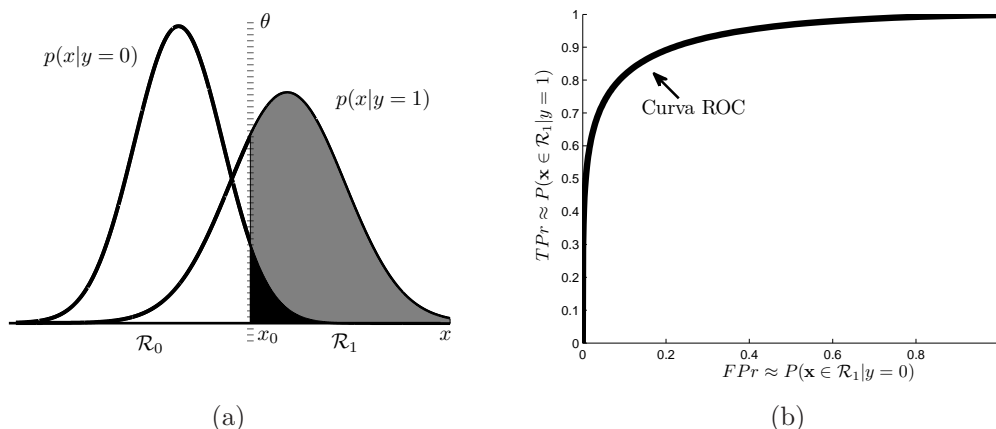 θ
p(x|y = 0)
p(x|y = 1)
x₀
x
R₀
R₁
(a)
1
0.9
0.8
0.7
0.6
0.5
0.4
0.3
0.2
0.1
0
TPr ≈ P(x ∈ R₁|y = 1)
Curva ROC
0 0.2 0.4 0.6 0.8
FPr ≈ P(x ∈ R₁|y = 0)
(b)